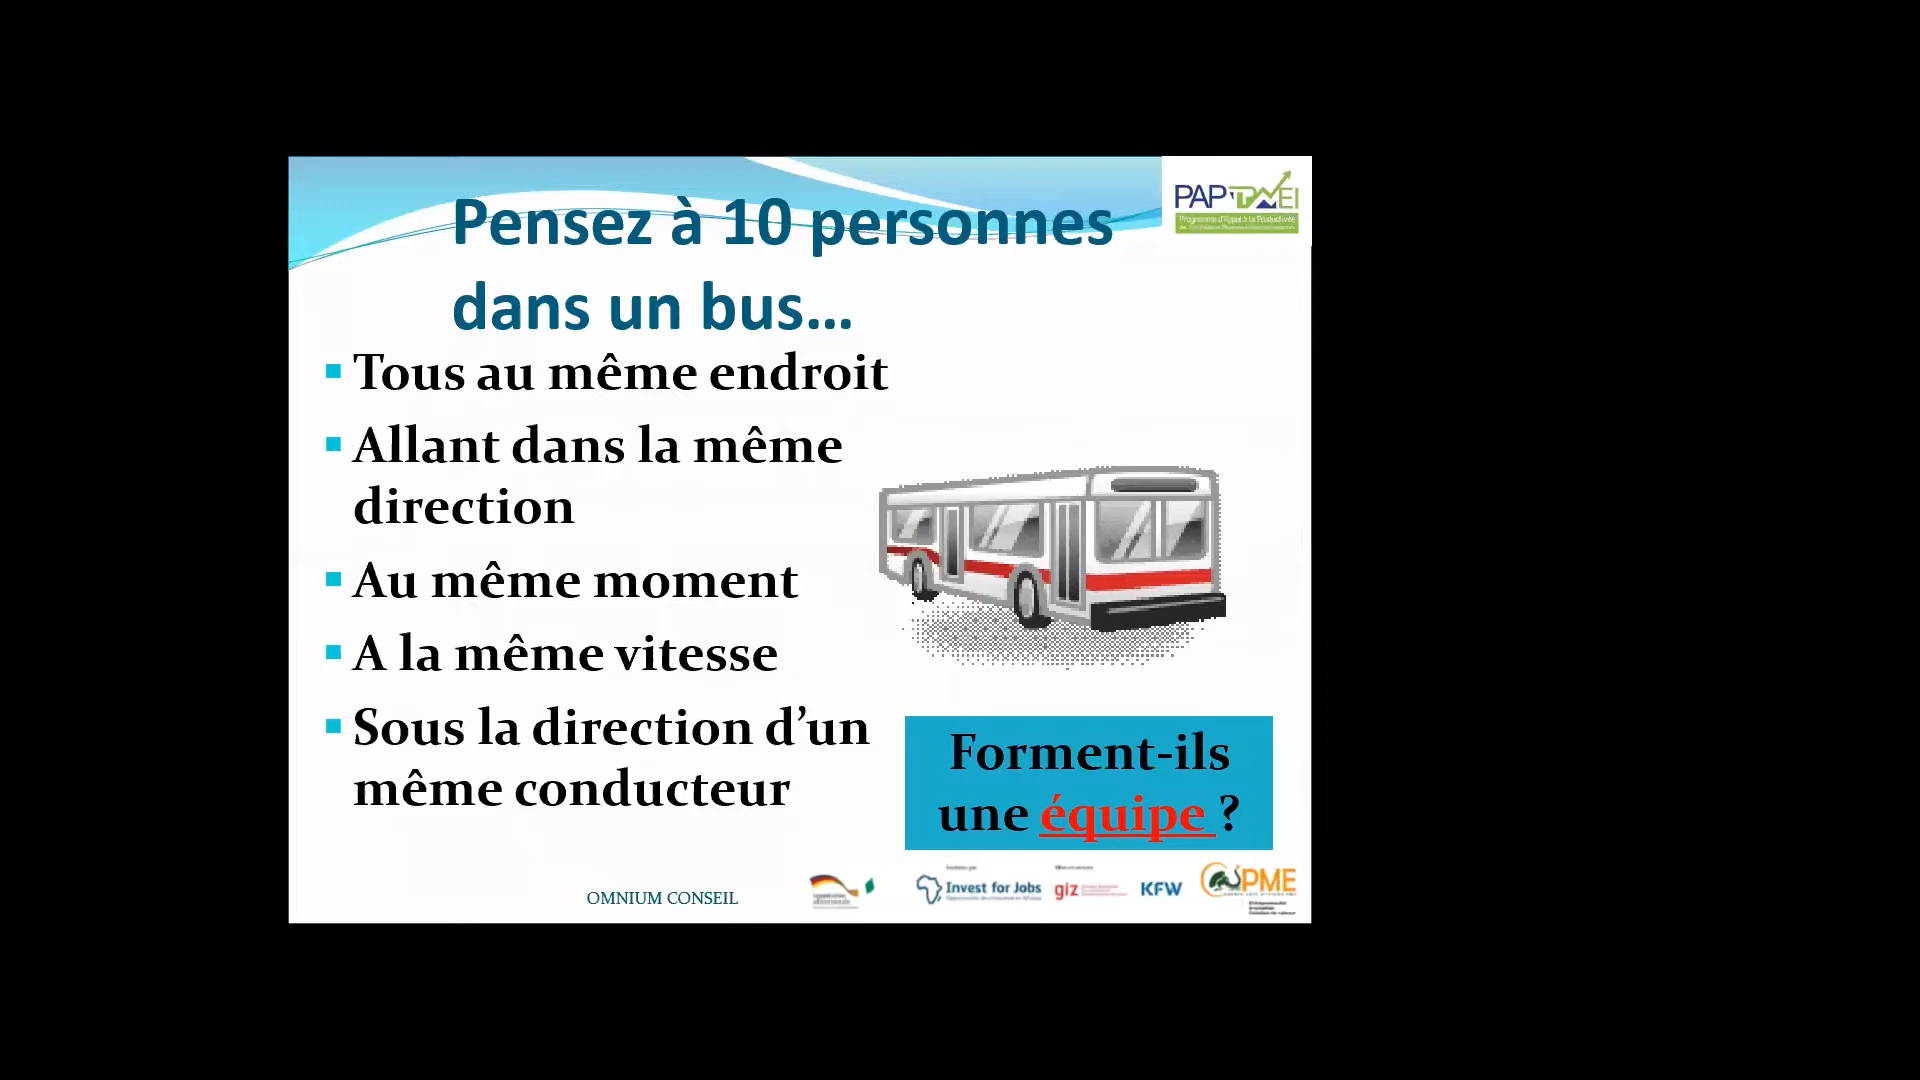 Pensez à 10 personnes
dans un bus...
Tous au même endroit
Allant dans la même
direction
Au même moment
A la même vitesse
Sous la direction d’un
même conducteur
Forment-ils
une équipe ?
OMNIUM CONSEIL
Invest for Jobs
giz
KFW
PME